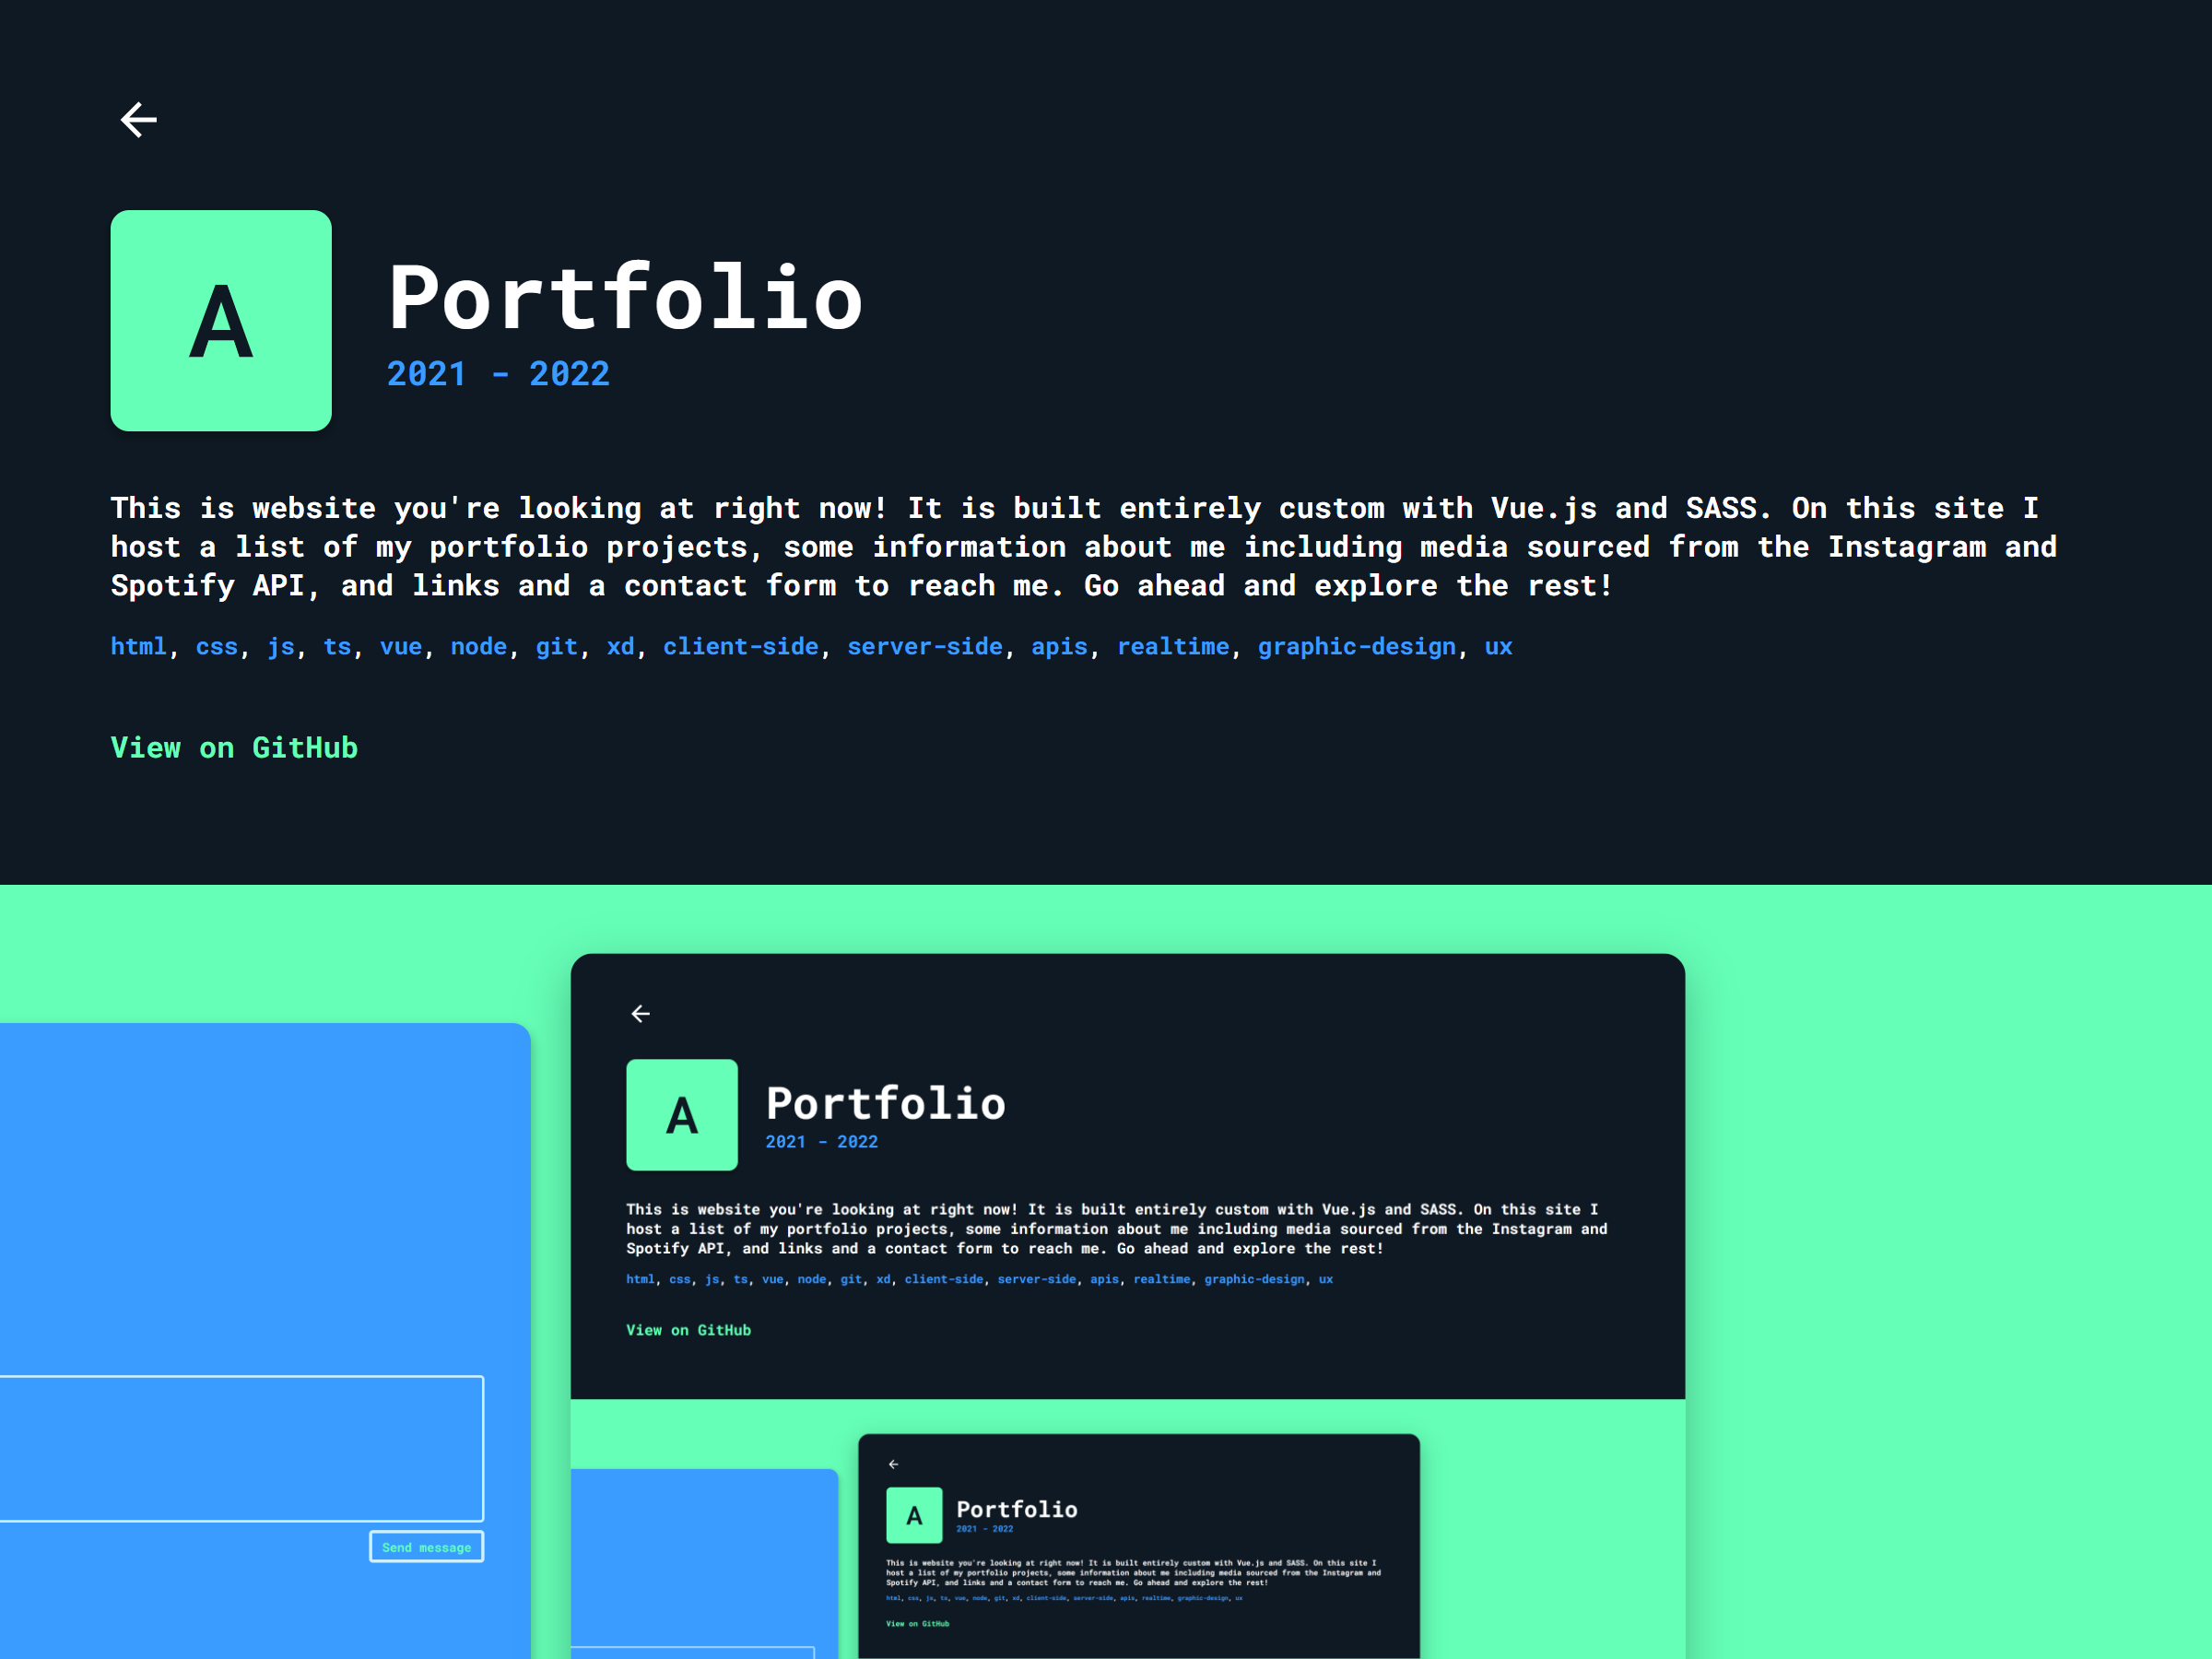 A
Portfolio
2021 - 2022
This is website you're looking at right now! It is built entirely custom with Vue.js and SASS. On this site I
host a list of my portfolio projects, some information about me including media sourced from the Instagram and
Spotify API, and links and a contact form to reach me. Go ahead and explore the rest!
html, css, js, ts, vue, node, git, xd, client-side, server-side, apis, realtime, graphic-design, ux
View on GitHub
A
Portfolio
2021 - 2022
This is website you're looking at right now! It is built entirely custom with Vue.js and SASS. On this site I
host a list of my portfolio projects, some information about me including media sourced from the Instagram and
Spotify API, and links and a contact form to reach me. Go ahead and explore the rest!
html, css, js, ts, vue, node, git, xd, client-side, server-side, apis, realtime, graphic-design, ux
View on GitHub
Send message
A
Portfolio
2021 - 2022
This is website you're looking at right now! It is built entirely custom with Vue.js and SASS. On this site I
host a list of my portfolio projects, some information about me including media sourced from the Instagram and
Spotify API, and links and a contact form to reach me. Go ahead and explore the rest!
html, css, js, ts, vue, node, git, xd, client-side, server-side, apis, realtime, graphic-design, ux
View on GitHub